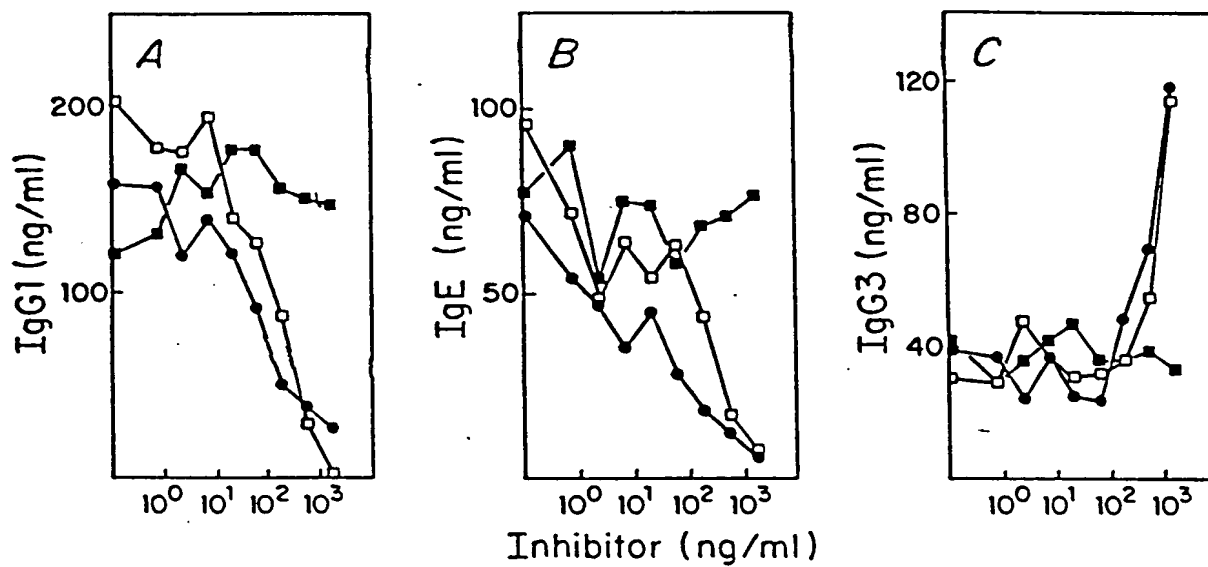 A
B
C
IgG1 (ng/ml)
200
100
IgE (ng/ml)
100
50
IgG3 (ng/ml)
120
80
40
10⁰ 10¹ 10² 10³
10⁰ 10¹ 10² 10³
10⁰ 10¹ 10² 10³
Inhibitor (ng/ml)